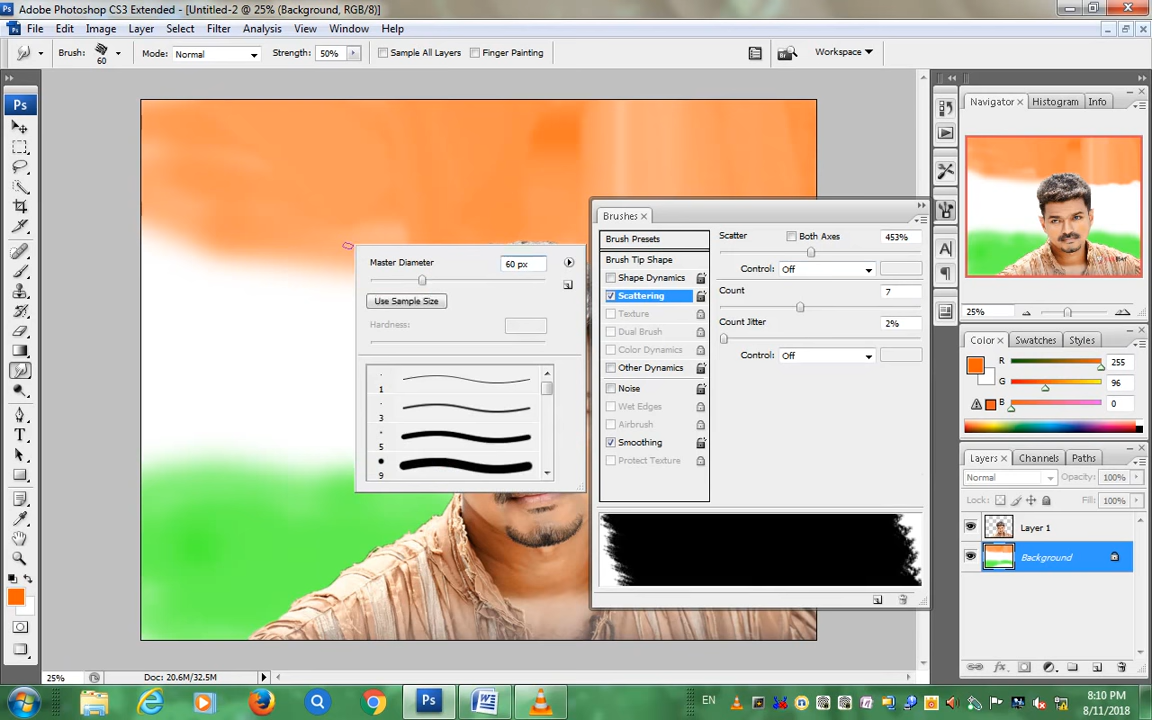 Adobe Photoshop CS3 Extended - [Untitled-2 @ 25% (Background, RGB/8)]
File Edit Image Layer Select Filter Analysis View Window Help
Brush: 60 Mode: Normal Strength: 50% Sample All Layers Finger Painting Workspace
Ps
Navigator Histogram Info
25%
Brushes
Brush Presets
Brush Tip Shape
Shape Dynamics
Scattering
Texture
Dual Brush
Color Dynamics
Other Dynamics
Noise
Wet Edges
Airbrush
Smoothing
Protect Texture
Scatter Both Axes 453%
Control: Off
Count 7
Count Jitter 2%
Control: Off
Master Diameter 60 px
Use Sample Size
Hardness:
1
3
5
9
Color Swatches Styles
R 255
G 96
B 0
Layers Channels Paths
Normal Opacity: 100%
Lock: Fill: 100%
Layer 1
Background
25% Doc: 20.6M/32.5M
EN
8:10 PM
8/11/2018